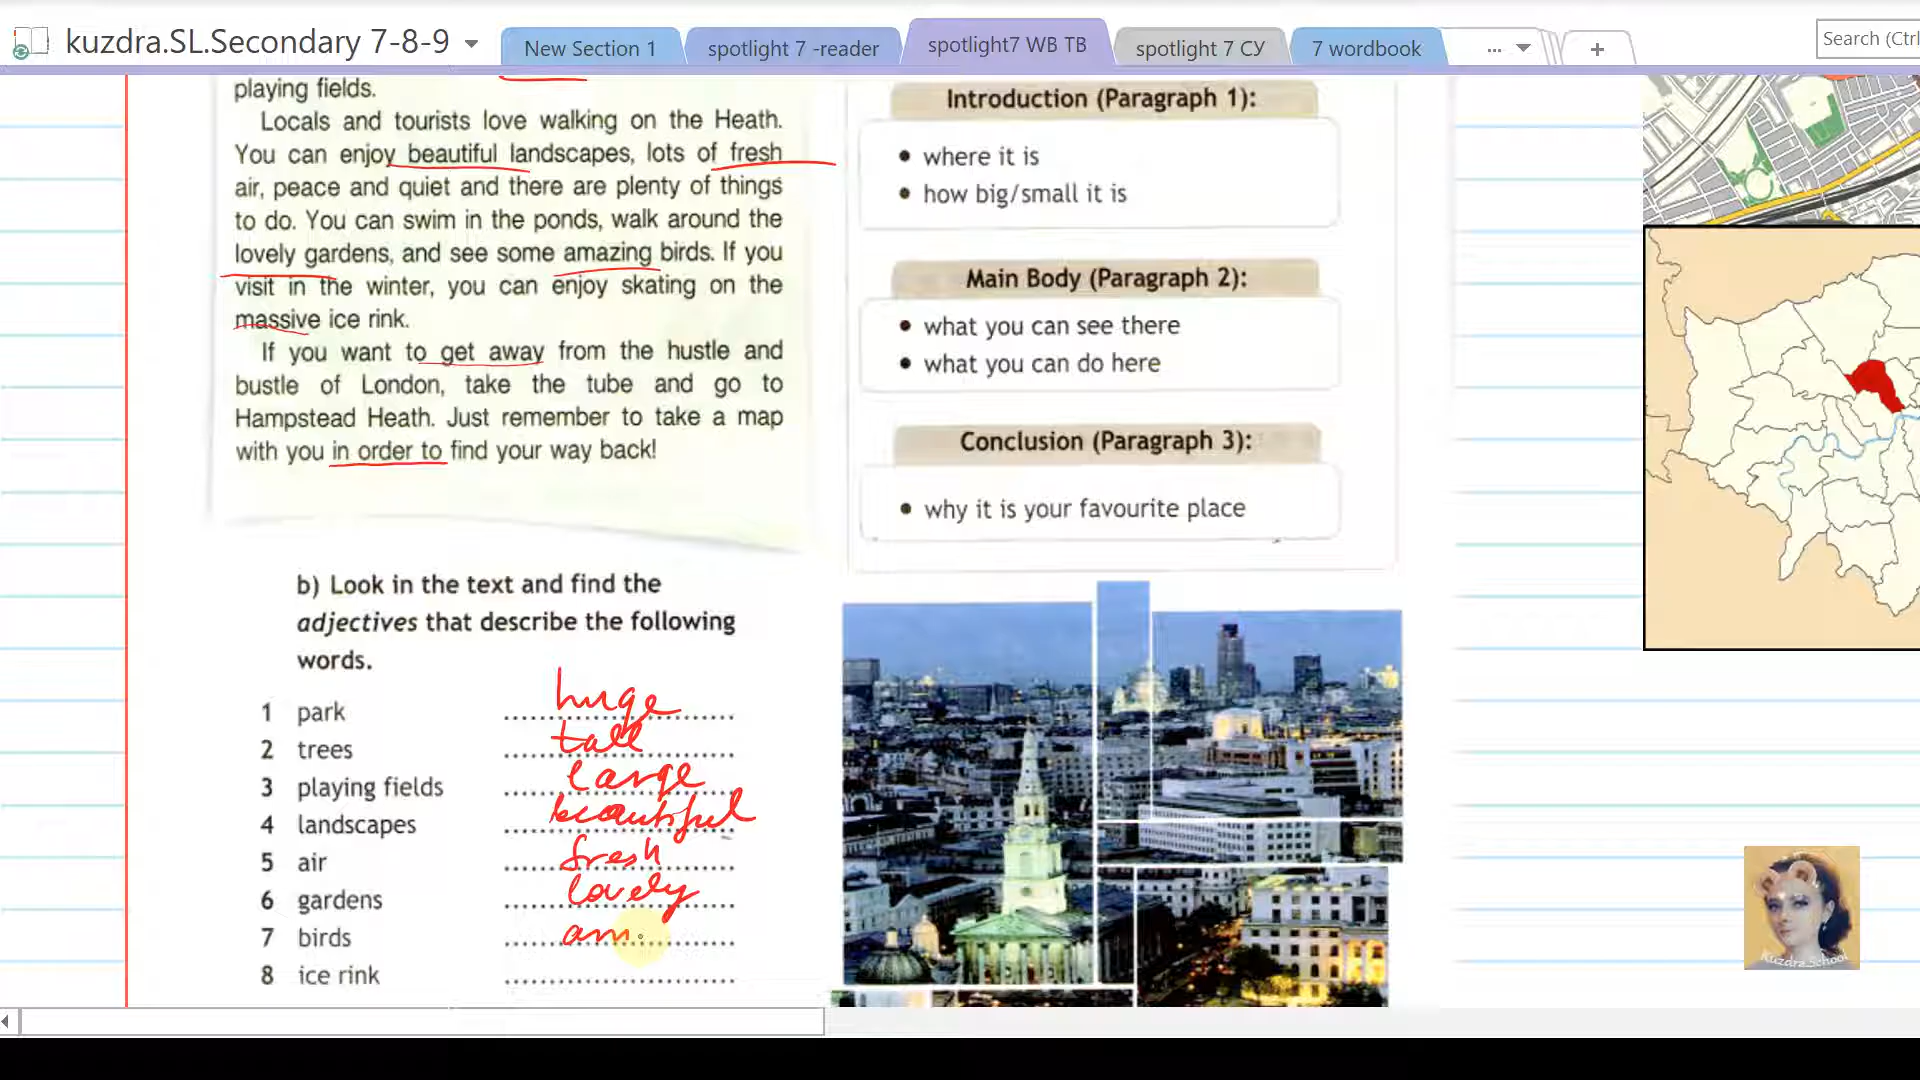 kuzdra.SL.Secondary 7-8-9
New Section 1
spotlight 7 -reader
spotlight7 WB TB
spotlight 7 СУ
7 wordbook
...
+
Search (Ctrl
playing fields.
Locals and tourists love walking on the Heath.
You can enjoy beautiful landscapes, lots of fresh
air, peace and quiet and there are plenty of things
to do. You can swim in the ponds, walk around the
lovely gardens, and see some amazing birds. If you
visit in the winter, you can enjoy skating on the
massive ice rink.
If you want to get away from the hustle and
bustle of London, take the tube and go to
Hampstead Heath. Just remember to take a map
with you in order to find your way back!
Introduction (Paragraph 1):
• where it is
• how big/small it is
Main Body (Paragraph 2):
• what you can see there
• what you can do here
Conclusion (Paragraph 3):
• why it is your favourite place
b) Look in the text and find the
adjectives that describe the following
words.
1 park huge
2 trees tall
3 playing fields large
4 landscapes beautiful
5 air fresh
6 gardens lovely
7 birds am
8 ice rink
Kuzdra.School